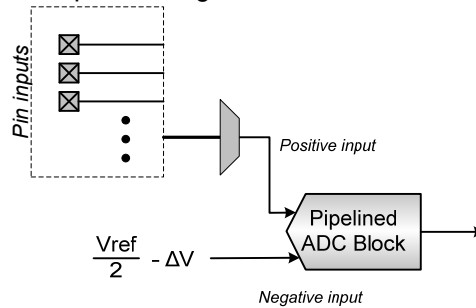 Pin inputs
Positive input
Pipelined
ADC Block
Vref
2
- ΔV
Negative input